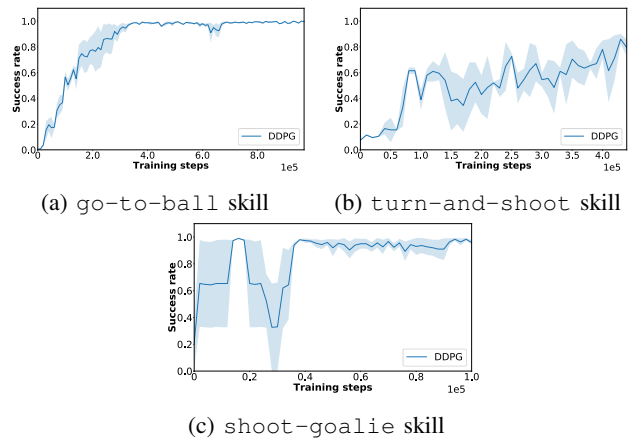 1.0
0.8
0.6
0.4
0.2
0.0
Success rate
DDPG
0 2.0 4.0 6.0 8.0
Training steps
1e5
1.0
0.8
0.6
0.4
0.2
0.0
Success rate
DDPG
0 0.5 1.0 1.5 2.0 2.5 3.0 3.5 4.0
Training steps
1e5
(a) go-to-ball skill
(b) turn-and-shoot skill
1.0
0.8
0.6
0.4
0.2
0.0
Success rate
DDPG
0 0.2 0.4 0.6 0.8 1.0
Training steps
1e5
(c) shoot-goalie skill